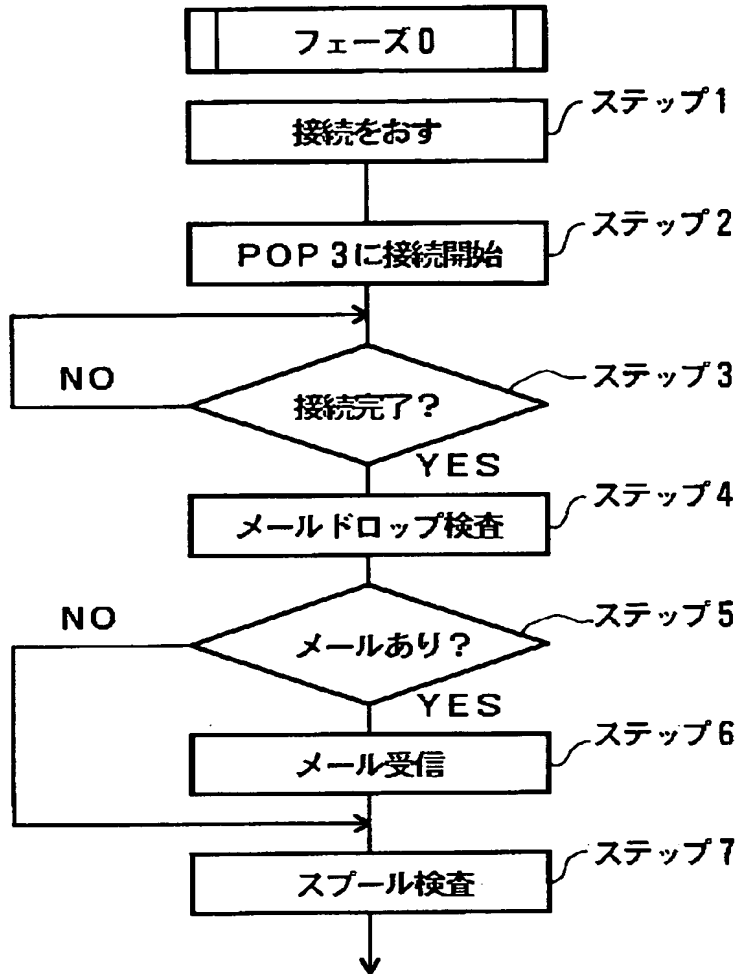 フェーズ0
ステップ1
接続をおす
ステップ2
POP3に接続開始
NO
ステップ3
接続完了?
YES
ステップ4
メールドロップ検査
NO
ステップ5
メールあり?
YES
ステップ6
メール受信
ステップ7
スプール検査